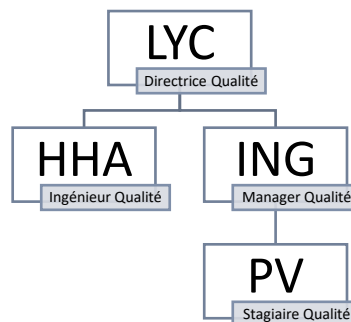 LYC
Directrice Qualité
HHA
Ingénieur Qualité
ING
Manager Qualité
PV
Stagiaire Qualité